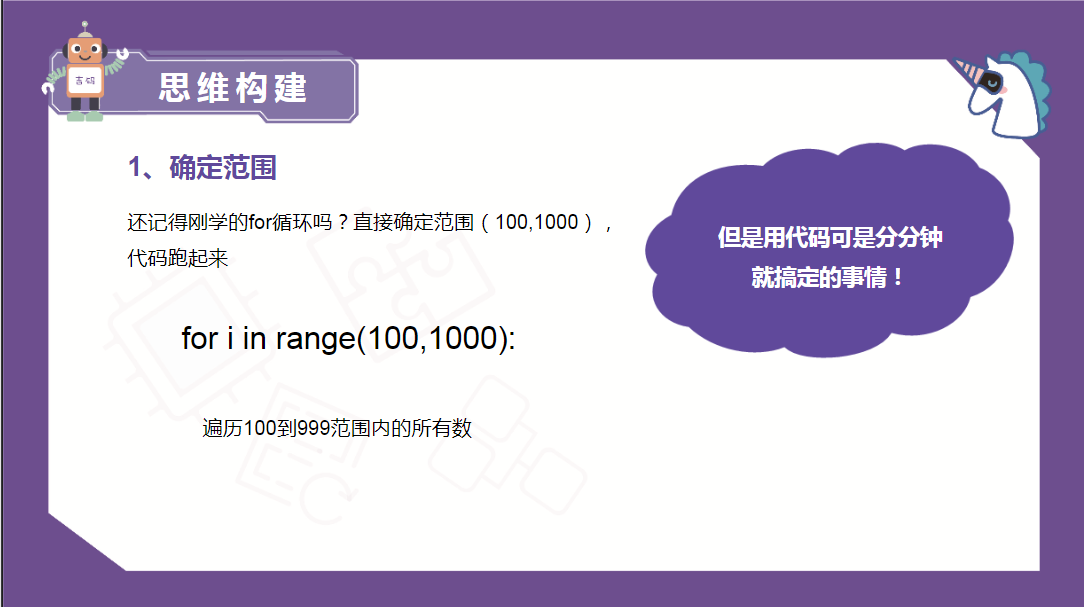 吉码
思维构建
1、确定范围
还记得刚学的for循环吗？直接确定范围（100,1000），
代码跑起来
for i in range(100,1000):
遍历100到999范围内的所有数
但是用代码可是分分钟
就搞定的事情！